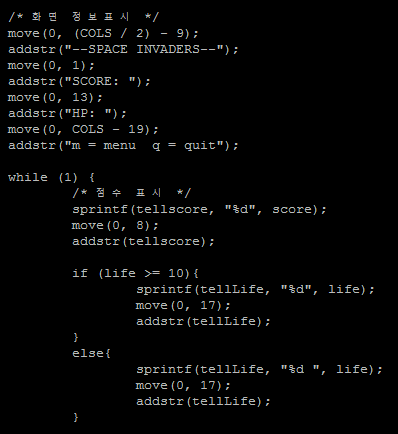 /* 화면 정보표시 */
move(0, (COLS / 2) - 9);
addstr("--SPACE INVADERS--");
move(0, 1);
addstr("SCORE: ");
move(0, 13);
addstr("HP: ");
move(0, COLS - 19);
addstr("m = menu  q = quit");

while (1) {
        /* 점수 표시 */
        sprintf(tellscore, "%d", score);
        move(0, 8);
        addstr(tellscore);

        if (life >= 10){
                sprintf(tellLife, "%d", life);
                move(0, 17);
                addstr(tellLife);
        }
        else{
                sprintf(tellLife, "%d ", life);
                move(0, 17);
                addstr(tellLife);
        }